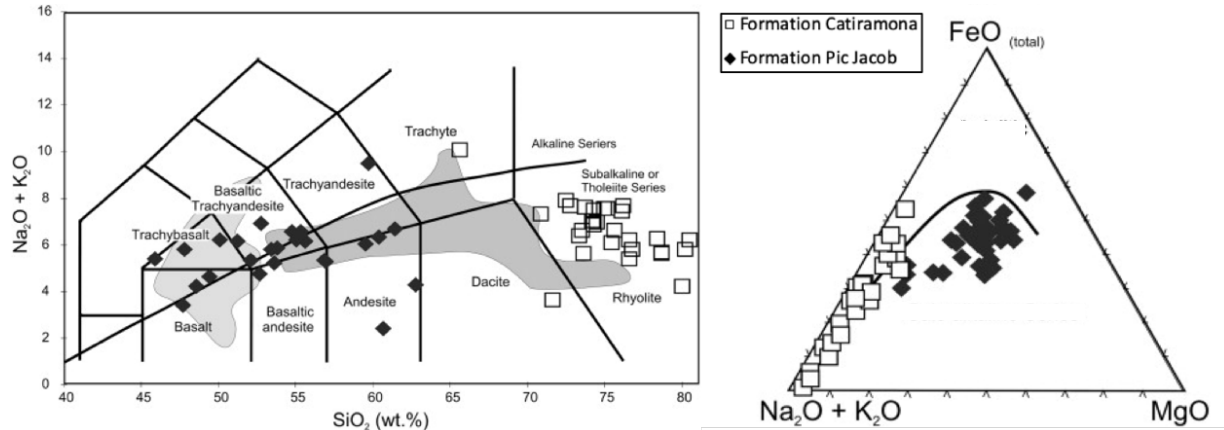 16
14
12
10
8
6
4
2
0
Na₂O + K₂O
40
45
50
55
60
65
70
75
80
SiO₂ (wt.%)
Trachyte
Alkaline Seriers
Subalkaline or
Tholeiite Series
Trachyandesite
Basaltic
Trachyandesite
Trachybasalt
Basalt
Basaltic
andesite
Andesite
Dacite
Rhyolite
Formation Catiramona
Formation Pic Jacob
FeO (total)
Na₂O + K₂O
MgO